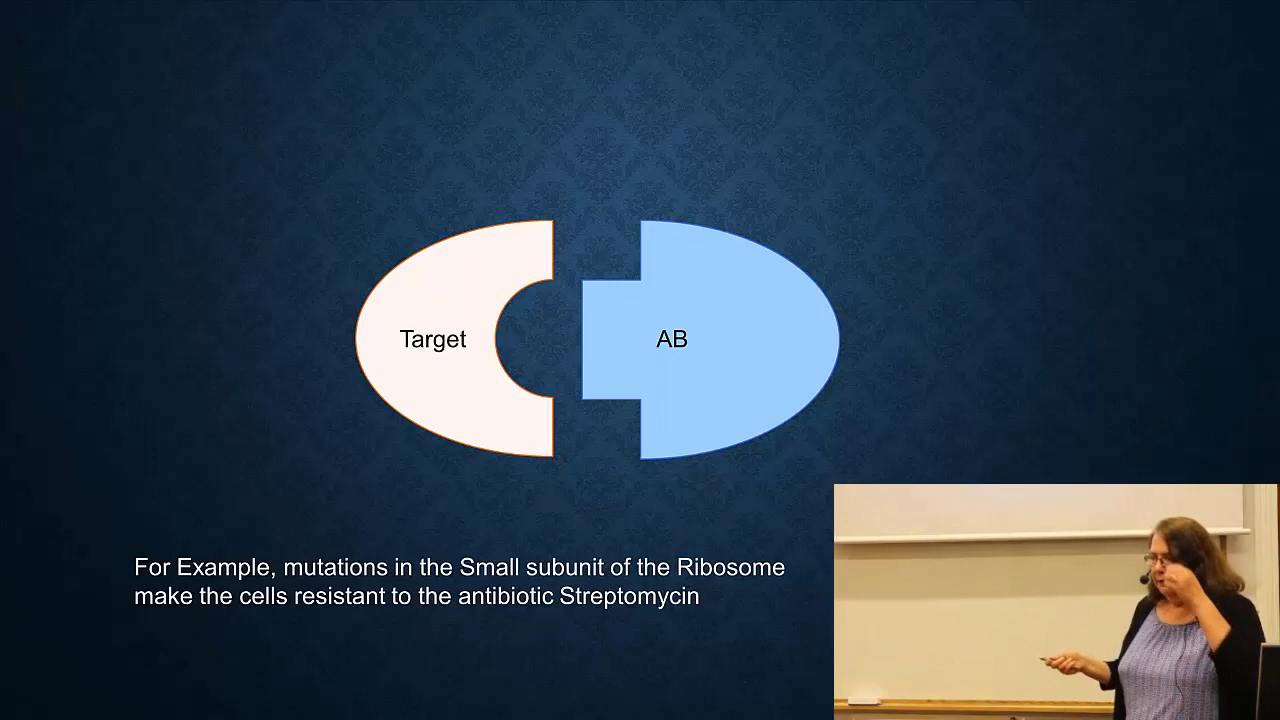 Target
AB
For Example, mutations in the Small subunit of the Ribosome
make the cells resistant to the antibiotic Streptomycin